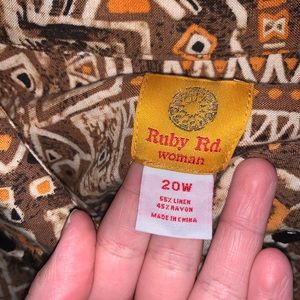 Ruby Rd.
woman
20W
55% LINEN
45% RAYON
MADE IN CHINA